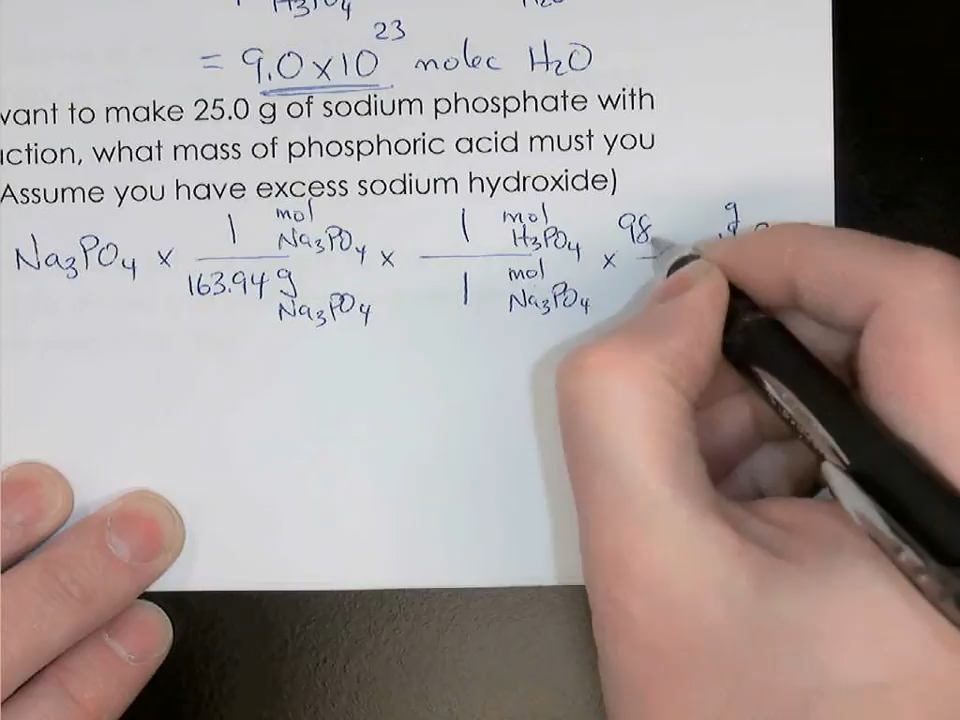 H3PO4
= 9.0 x 10^23 molec H2O
want to make 25.0 g of sodium phosphate with
ction, what mass of phosphoric acid must you
Assume you have excess sodium hydroxide)
Na3PO4 x 1 mol Na3PO4 x 1 mol H3PO4 x 98 g
163.94 g Na3PO4 1 mol Na3PO4